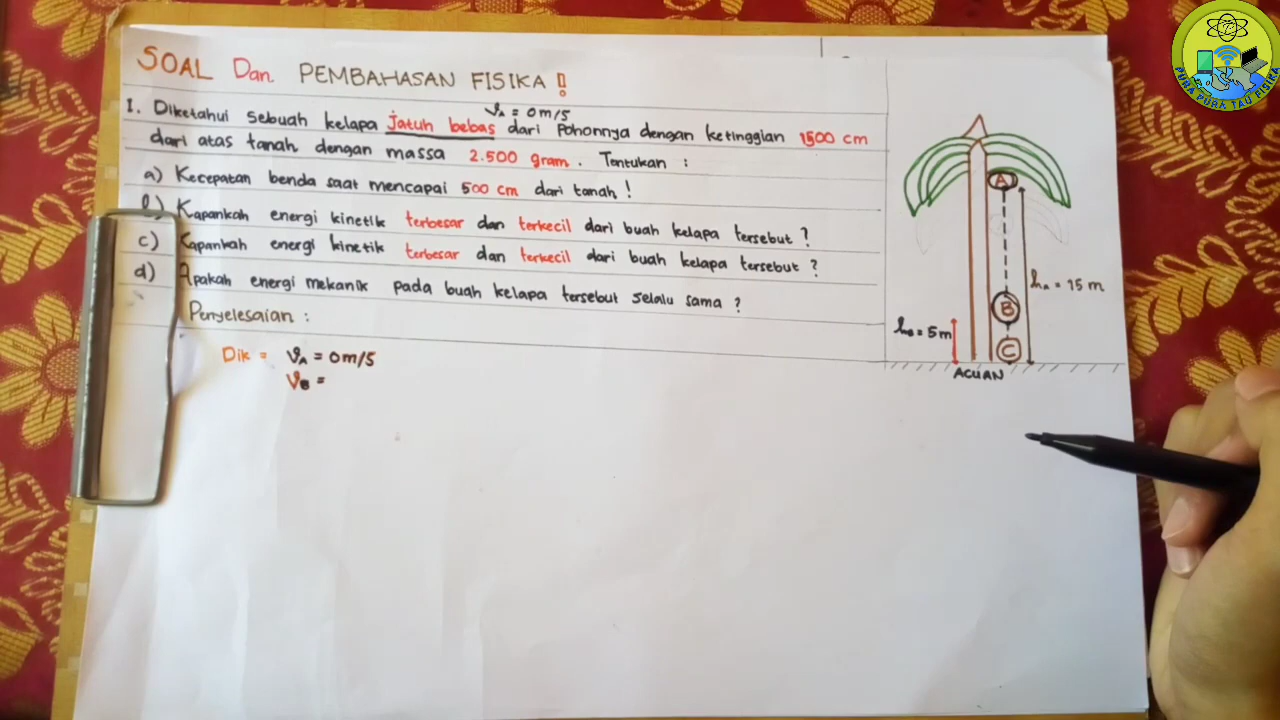 SOAL Dan. PEMBAHASAN FISIKA !
VA = 0 m/s
1. Diketahui sebuah kelapa jatuh bebas dari Pohonnya dengan ketinggian 1500 cm
dari atas tanah dengan massa 2.500 gram. Tentukan :
a) Kecepatan benda saat mencapai 500 cm dari tanah !
b) Kapankah energi kinetik terbesar dan terkecil dari buah kelapa tersebut ?
c) Kapankah energi kinetik terbesar dan terkecil dari buah kelapa tersebut ?
d) Apakah energi mekanik pada buah kelapa tersebut selalu sama ?
Penyelesaian :
Dik = VA = 0 m/s
VB =
A
hA = 15 m
B
hB = 5 m
C
ACUAN
PURA PURA TAU FISIKA